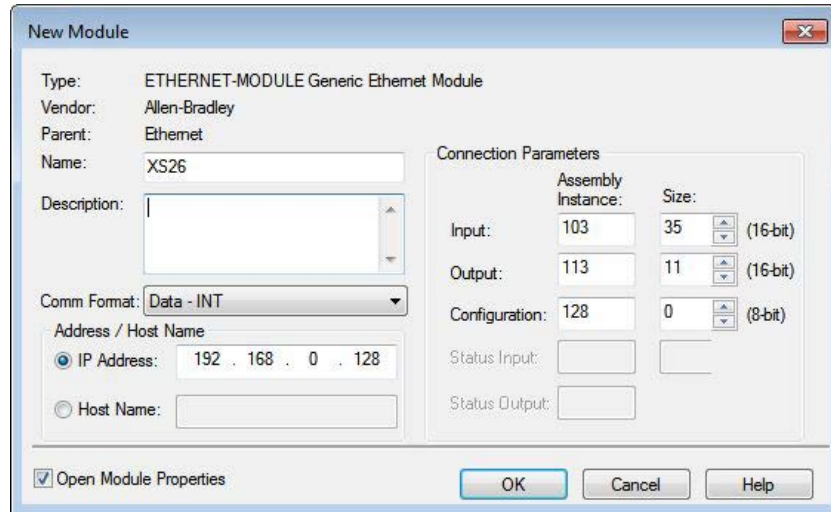 New Module
Type: ETHERNET-MODULE Generic Ethernet Module
Vendor: Allen-Bradley
Parent: Ethernet
Name: XS26
Description:
Comm Format: Data - INT
Address / Host Name
IP Address: 192 . 168 . 0 . 128
Host Name:
Connection Parameters
Assembly
Instance: Size:
Input: 103 35 (16-bit)
Output: 113 11 (16-bit)
Configuration: 128 0 (8-bit)
Status Input:
Status Output:
Open Module Properties
OK Cancel Help